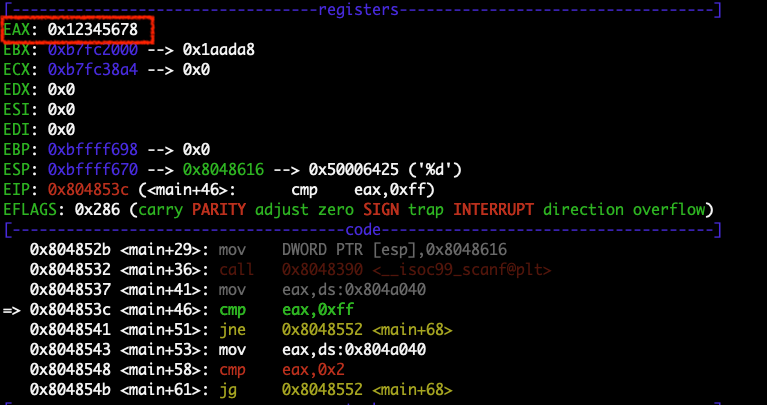 [----------------------------------registers-----------------------------------]
EAX: 0x12345678
EBX: 0xb7fc2000 --> 0x1aada8
ECX: 0xb7fc38a4 --> 0x0
EDX: 0x0
ESI: 0x0
EDI: 0x0
EBP: 0xbffff698 --> 0x0
ESP: 0xbffff670 --> 0x8048616 --> 0x50006425 ('%d')
EIP: 0x804853c (<main+46>: cmp eax,0xff)
EFLAGS: 0x286 (carry PARITY adjust zero SIGN trap INTERRUPT direction overflow)
[-------------------------------------code-------------------------------------]
0x804852b <main+29>: mov DWORD PTR [esp],0x8048616
0x8048532 <main+36>: call 0x8048390 <__isoc99_scanf@plt>
0x8048537 <main+41>: mov eax,ds:0x804a040
=> 0x804853c <main+46>: cmp eax,0xff
0x8048541 <main+51>: jne 0x8048552 <main+68>
0x8048543 <main+53>: mov eax,ds:0x804a040
0x8048548 <main+58>: cmp eax,0x2
0x804854b <main+61>: jg 0x8048552 <main+68>